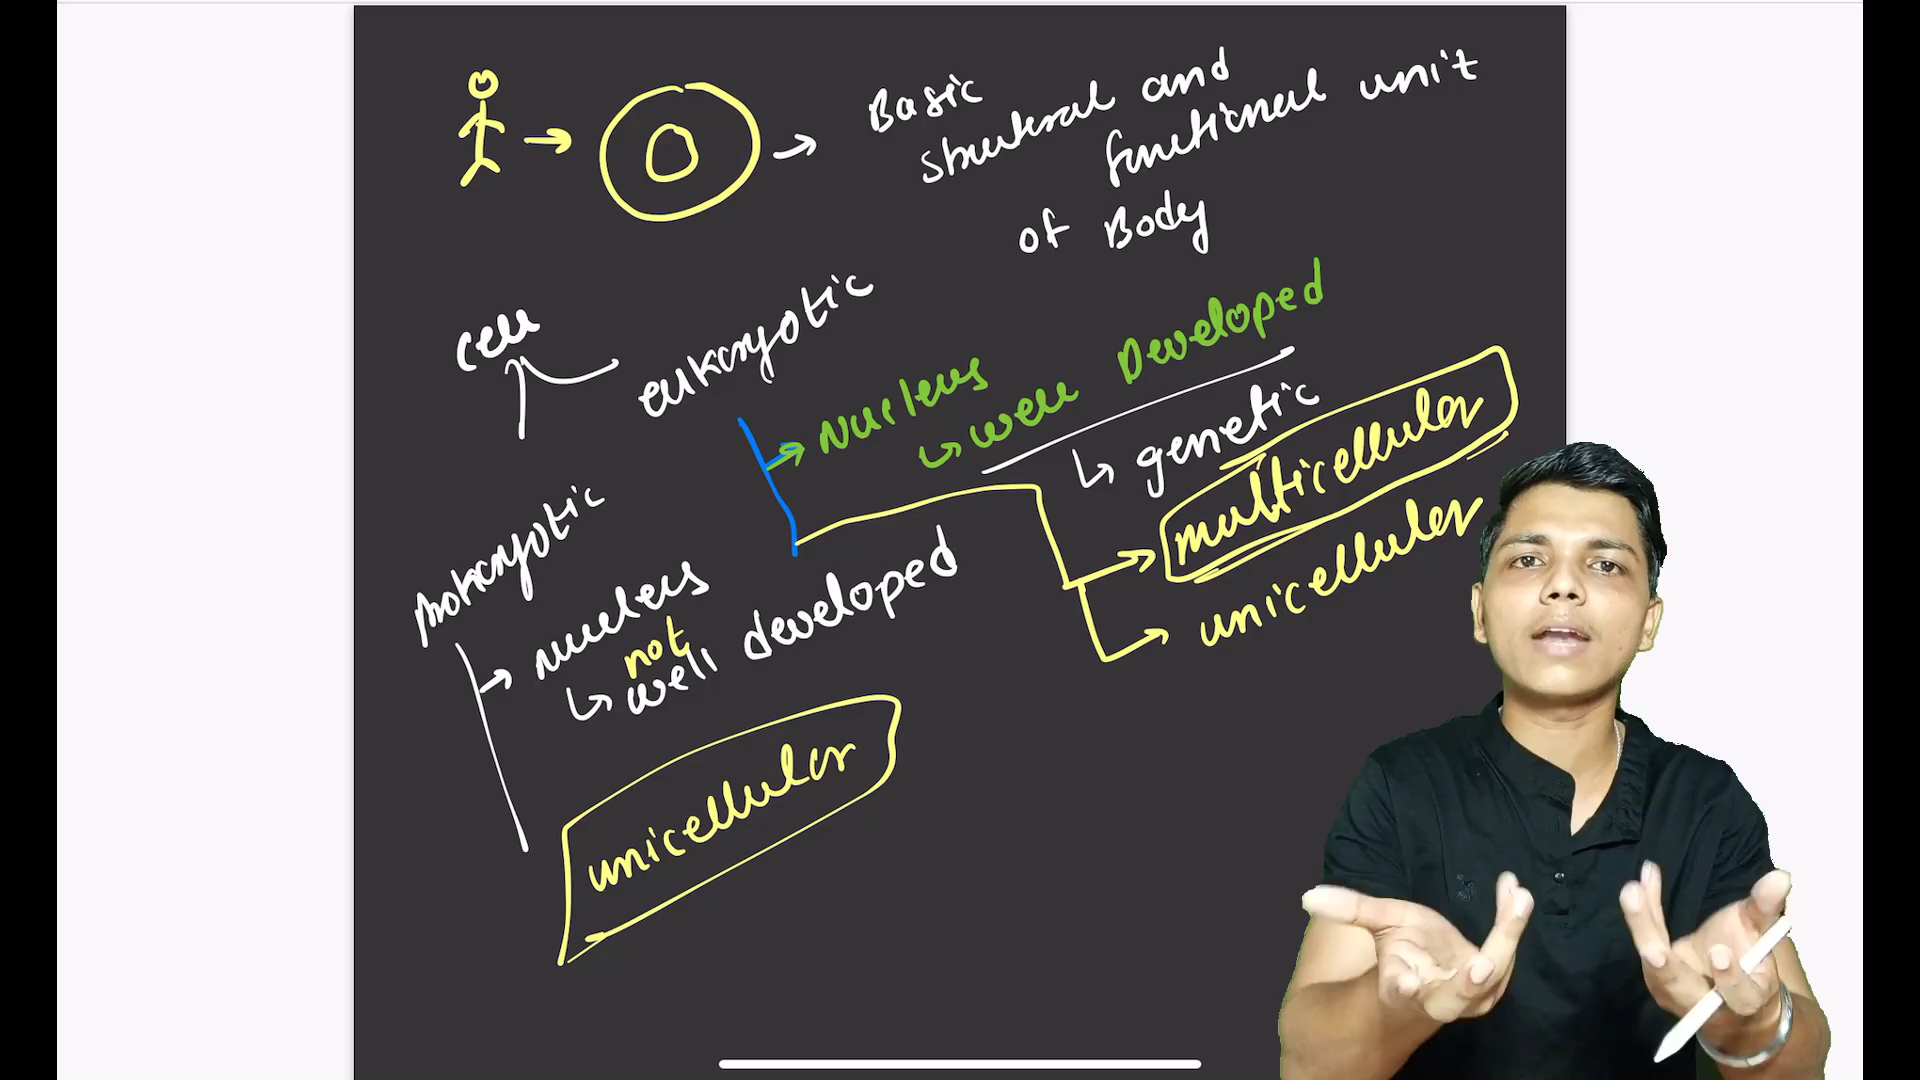 Basic
structural and
functional unit
of Body
cell
eukaryotic
Nucleus
↳ well Developed
↳ genetic
multicellular
unicellular
prokaryotic
→ nucleus
not
↳ well developed
unicellular